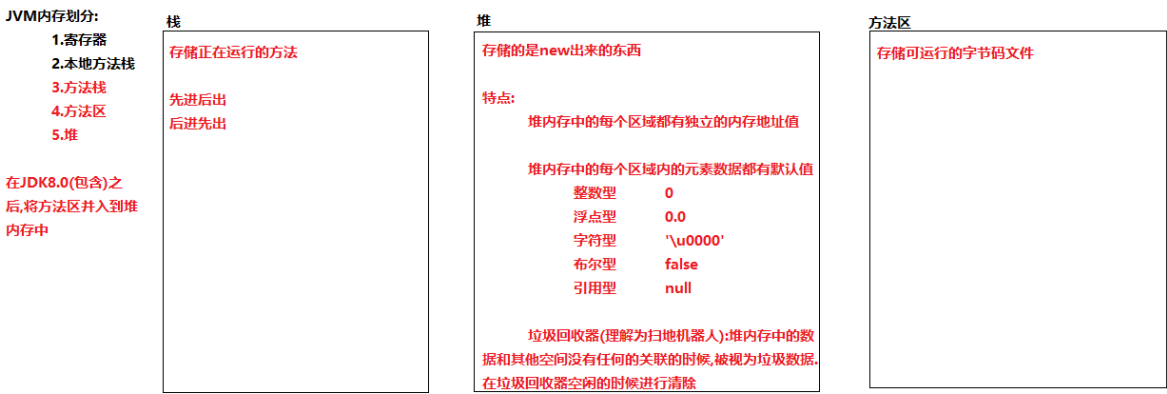 JVM内存划分:
1.寄存器
2.本地方法栈
3.方法栈
4.方法区
5.堆
在JDK8.0(包含)之
后,将方法区并入到堆
内存中
栈
存储正在运行的方法
先进后出
后进先出
堆
存储的是new出来的东西
特点:
堆内存中的每个区域都有独立的内存地址值
堆内存中的每个区域内的元素数据都有默认值
整数型 0
浮点型 0.0
字符型 '\u0000'
布尔型 false
引用型 null
垃圾回收器(理解为扫地机器人):堆内存中的数
据和其他空间没有任何的关联的时候,被视为垃圾数据.
在垃圾回收器空闲的时候进行清除
方法区
存储可运行的字节码文件